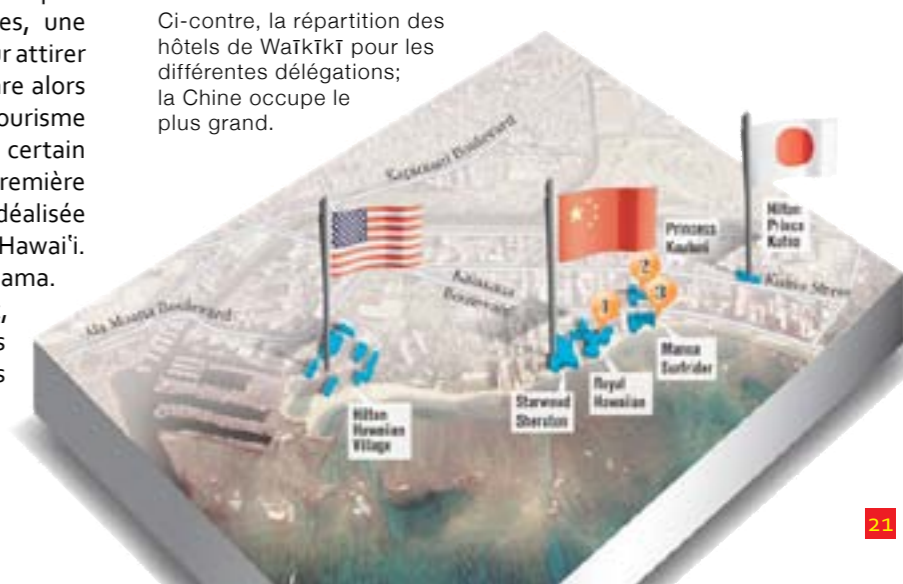 es, une
r attirer
re alors
ourisme
certain
remière
déalisée
Hawai'i.
ama.
,
s
s
Ci-contre, la répartition des
hôtels de Waīkīkī pour les
différentes délégations;
la Chine occupe le
plus grand.
Kapiolani Boulevard
Ala Moana Boulevard
Kalakaua
Boulevard
Hilton
Hawaiian
Village
Starwood
Sheraton
1
Royal
Hawaiian
2
Princess
Kaiulani
3
Moana
Surfrider
Hilton
Prince
Kuhio
Kuhio Street
21